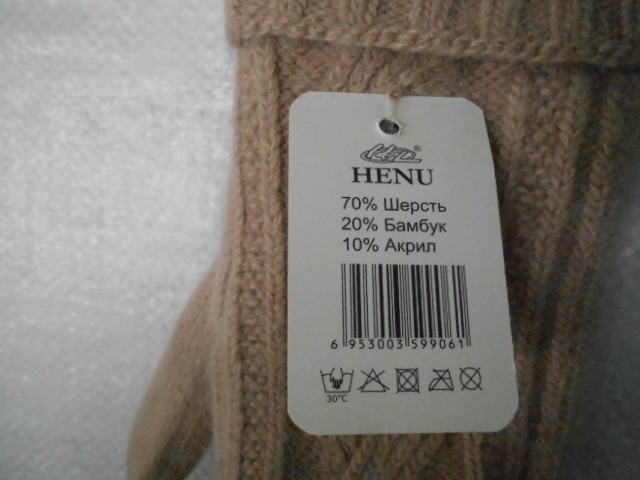 HENU
70% Шерсть
20% Бамбук
10% Акрил
6 953003 599061
30°C